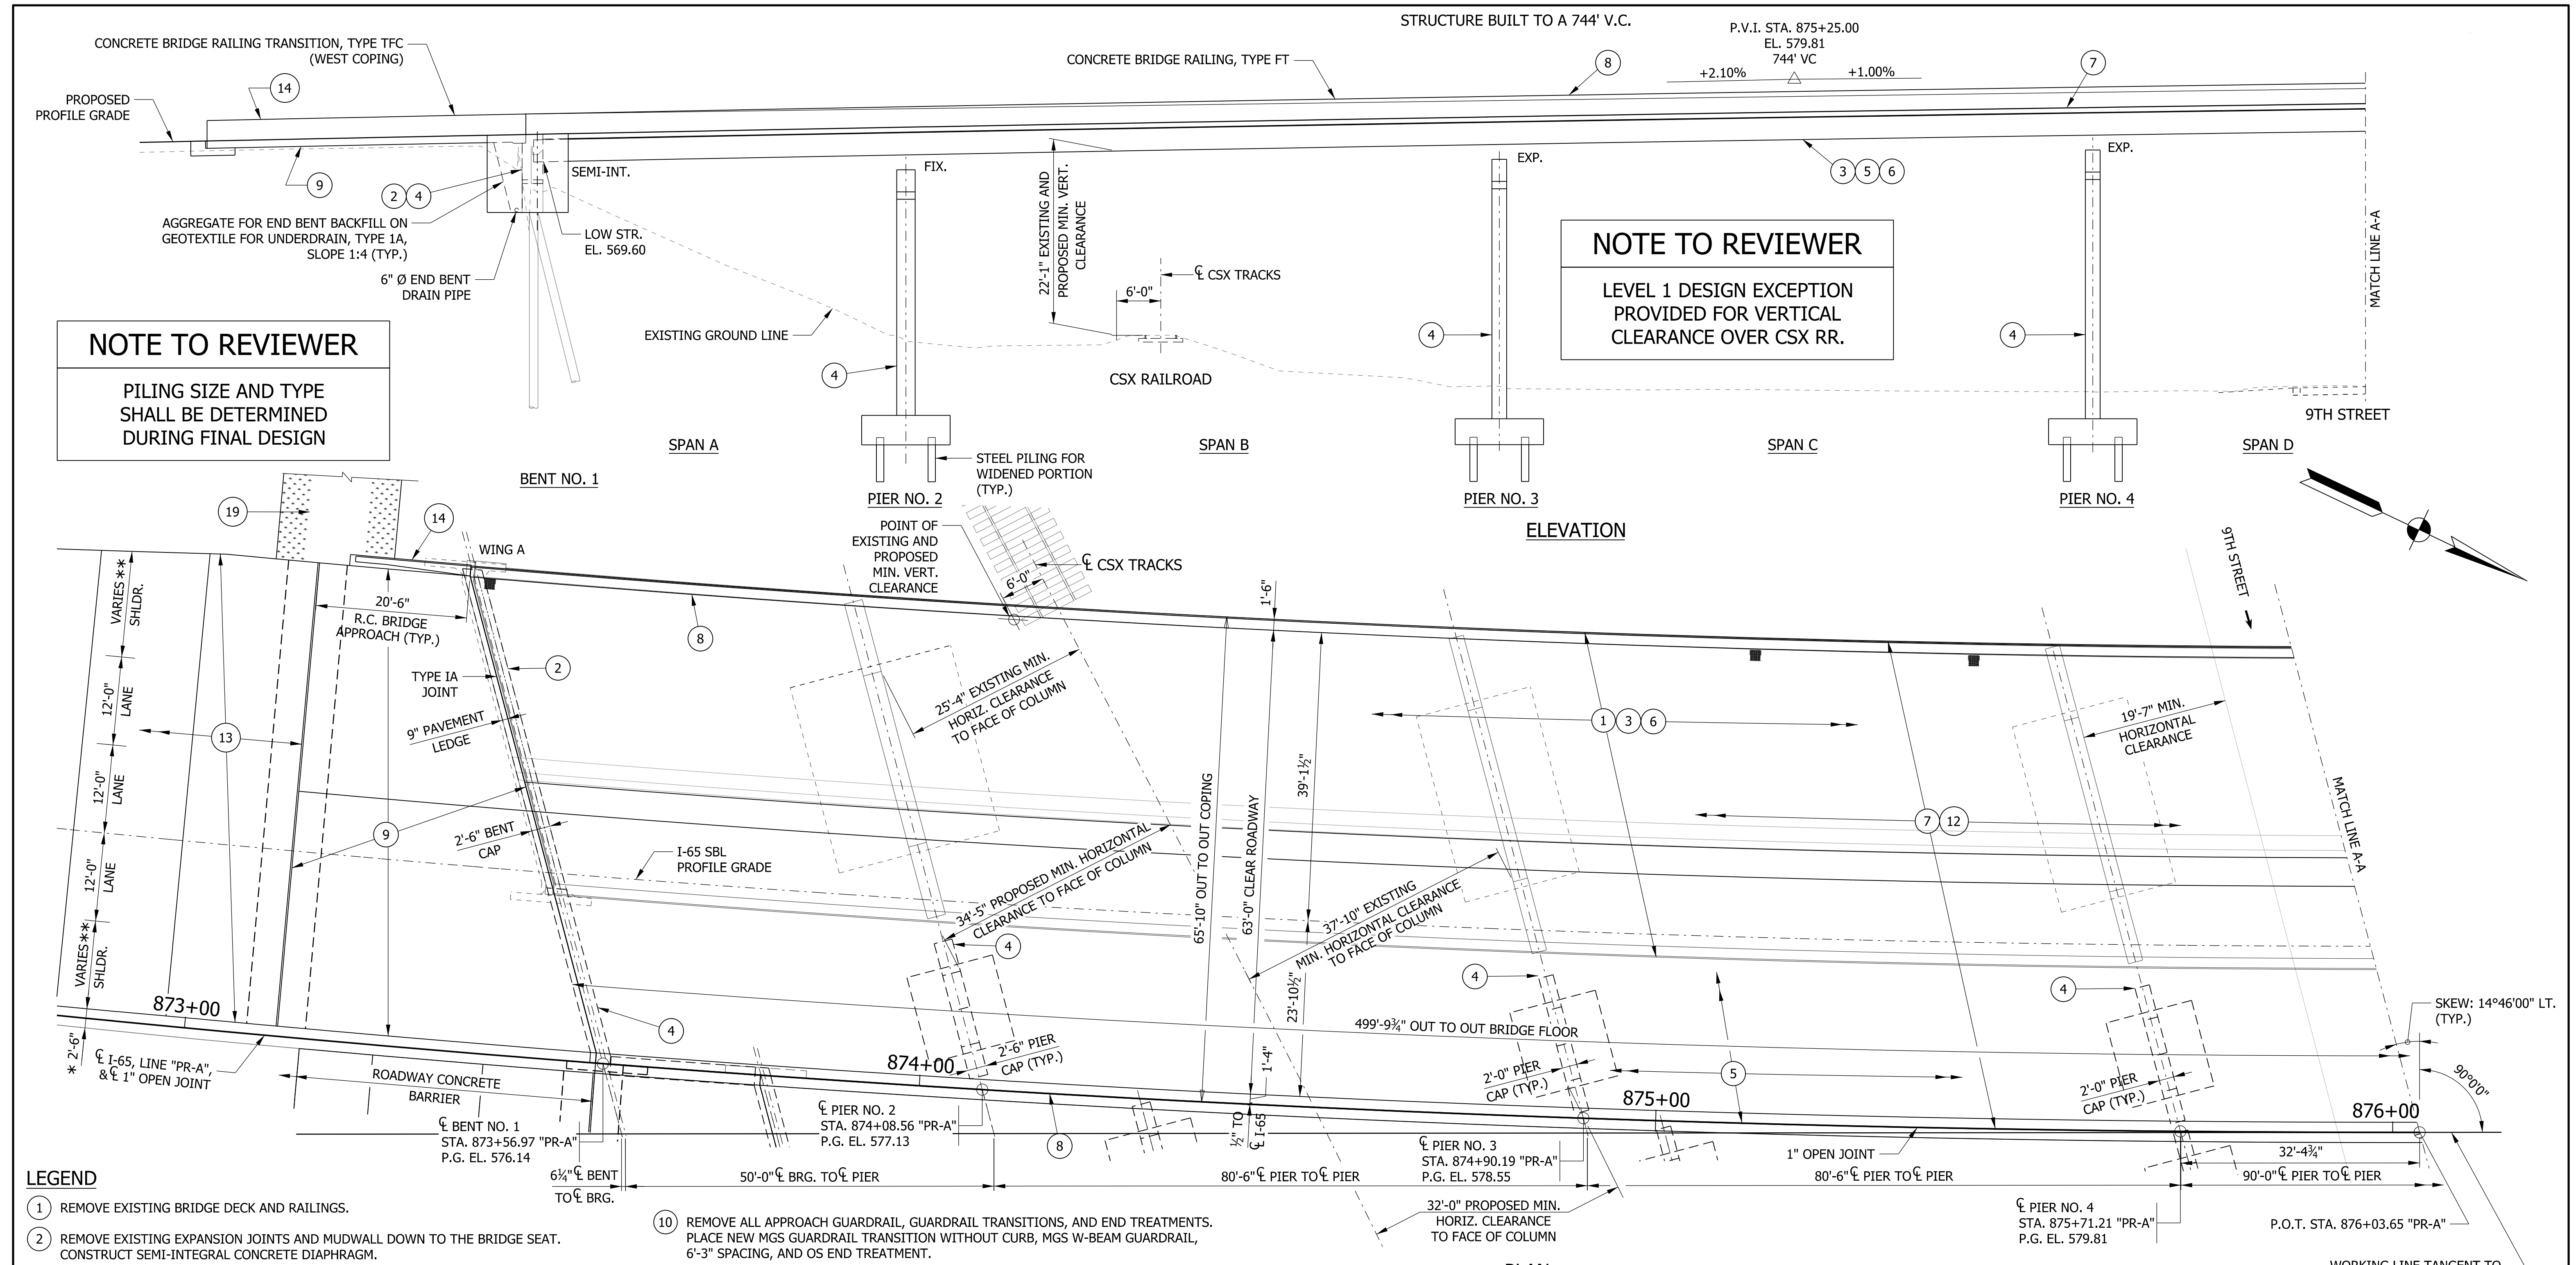 STRUCTURE BUILT TO A 744' V.C.
P.V.I. STA. 875+25.00
EL. 579.81
744' VC
+2.10%
+1.00%
CONCRETE BRIDGE RAILING TRANSITION, TYPE TFC
(WEST COPING)
CONCRETE BRIDGE RAILING, TYPE FT
8
7
14
PROPOSED
PROFILE GRADE
9
2
4
SEMI-INT.
AGGREGATE FOR END BENT BACKFILL ON
GEOTEXTILE FOR UNDERDRAIN, TYPE 1A,
SLOPE 1:4 (TYP.)
6" Ø END BENT
DRAIN PIPE
LOW STR.
EL. 569.60
FIX.
EXP.
EXP.
3
5
6
22'-1" EXISTING AND
PROPOSED MIN. VERT.
CLEARANCE
℄ CSX TRACKS
6'-0"
EXISTING GROUND LINE
CSX RAILROAD
4
4
4
NOTE TO REVIEWER
LEVEL 1 DESIGN EXCEPTION
PROVIDED FOR VERTICAL
CLEARANCE OVER CSX RR.
MATCH LINE A-A
9TH STREET
NOTE TO REVIEWER
PILING SIZE AND TYPE
SHALL BE DETERMINED
DURING FINAL DESIGN
SPAN A
SPAN B
SPAN C
SPAN D
BENT NO. 1
PIER NO. 2
PIER NO. 3
PIER NO. 4
STEEL PILING FOR
WIDENED PORTION
(TYP.)
ELEVATION
19
14
WING A
POINT OF
EXISTING AND
PROPOSED
MIN. VERT.
CLEARANCE
℄ CSX TRACKS
6'-0"
9TH STREET
VARIES **
SHLDR.
12'-0"
LANE
12'-0"
LANE
12'-0"
LANE
VARIES**
SHLDR.
* 2'-6"
20'-6"
R.C. BRIDGE
APPROACH (TYP.)
TYPE IA
JOINT
9" PAVEMENT
LEDGE
2'-6" BENT
CAP
13
9
2
8
4
I-65 SBL
PROFILE GRADE
25'-4" EXISTING MIN.
HORIZ. CLEARANCE
TO FACE OF COLUMN
34'-5" PROPOSED MIN. HORIZONTAL
CLEARANCE TO FACE OF COLUMN
37'-10" EXISTING
MIN. HORIZONTAL CLEARANCE
TO FACE OF COLUMN
1'-6"
65'-10" OUT TO OUT COPING
63'-0" CLEAR ROADWAY
39'-1½"
23'-10½"
1'-4"
½" TO
℄ I-65
1
3
6
7
12
19'-7" MIN.
HORIZONTAL
CLEARANCE
MATCH LINE A-A
4
4
4
5
8
499'-9¾" OUT TO OUT BRIDGE FLOOR
SKEW: 14°46'00" LT.
(TYP.)
90°0'0"
873+00
874+00
875+00
876+00
℄ I-65, LINE "PR-A",
& ℄ 1" OPEN JOINT
ROADWAY CONCRETE
BARRIER
2'-6" PIER
CAP (TYP.)
2'-0" PIER
CAP (TYP.)
2'-0" PIER
CAP (TYP.)
℄ BENT NO. 1
STA. 873+56.97 "PR-A"
P.G. EL. 576.14
℄ PIER NO. 2
STA. 874+08.56 "PR-A"
P.G. EL. 577.13
℄ PIER NO. 3
STA. 874+90.19 "PR-A"
P.G. EL. 578.55
℄ PIER NO. 4
STA. 875+71.21 "PR-A"
P.G. EL. 579.81
1" OPEN JOINT
32'-4¾"
6¼" ℄ BENT
TO ℄ BRG.
50'-0" ℄ BRG. TO ℄ PIER
80'-6" ℄ PIER TO ℄ PIER
80'-6" ℄ PIER TO ℄ PIER
90'-0" ℄ PIER TO ℄ PIER
32'-0" PROPOSED MIN.
HORIZ. CLEARANCE
TO FACE OF COLUMN
P.O.T. STA. 876+03.65 "PR-A"
LEGEND
1 REMOVE EXISTING BRIDGE DECK AND RAILINGS.
2 REMOVE EXISTING EXPANSION JOINTS AND MUDWALL DOWN TO THE BRIDGE SEAT.
CONSTRUCT SEMI-INTEGRAL CONCRETE DIAPHRAGM.
10 REMOVE ALL APPROACH GUARDRAIL, GUARDRAIL TRANSITIONS, AND END TREATMENTS.
PLACE NEW MGS GUARDRAIL TRANSITION WITHOUT CURB, MGS W-BEAM GUARDRAIL,
6'-3" SPACING, AND OS END TREATMENT.
PLAN
WORKING LINE TANGENT TO